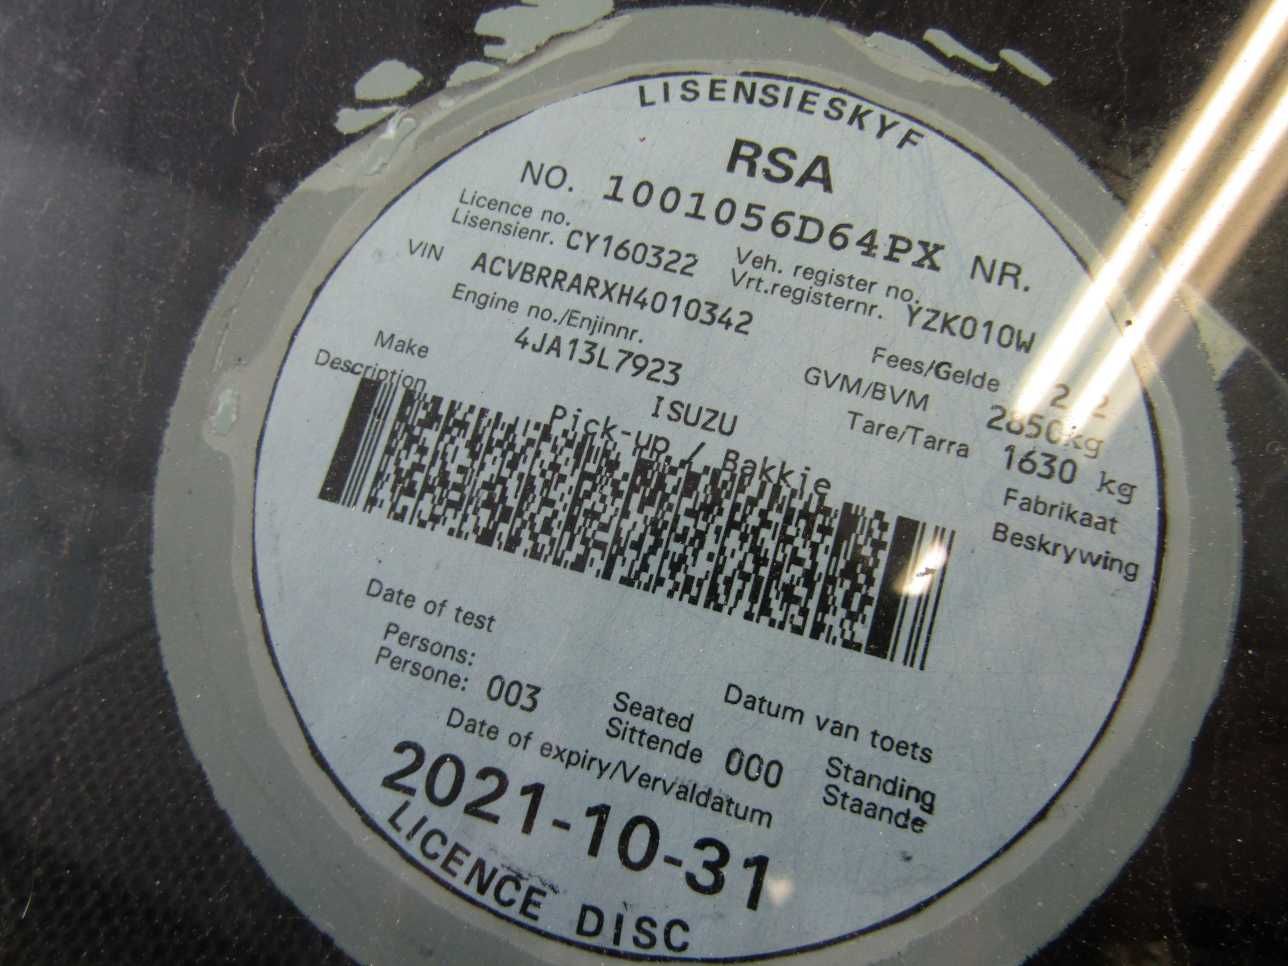 LISENSIESKYF
RSA
NO. 1001056D64PX NR.
Licence no. Lisensienr. CY160322 Veh. register no. Vrt.registernr. YZK010W
VIN ACVBRRARXH4010342
Engine no./Enjinnr. Fees/Gelde
4JA13L7923 GVM/BVM 2850kg
Make ISUZU Tare/Tarra 1630 kg
Description Pick-up / Bakkie Fabrikaat
Beskrywing
Date of test Datum van toets
Persons: Persone: 003 Seated Sittende 000 Standing Staande
Date of expiry/Vervaldatum
2021-10-31
LICENCE DISC